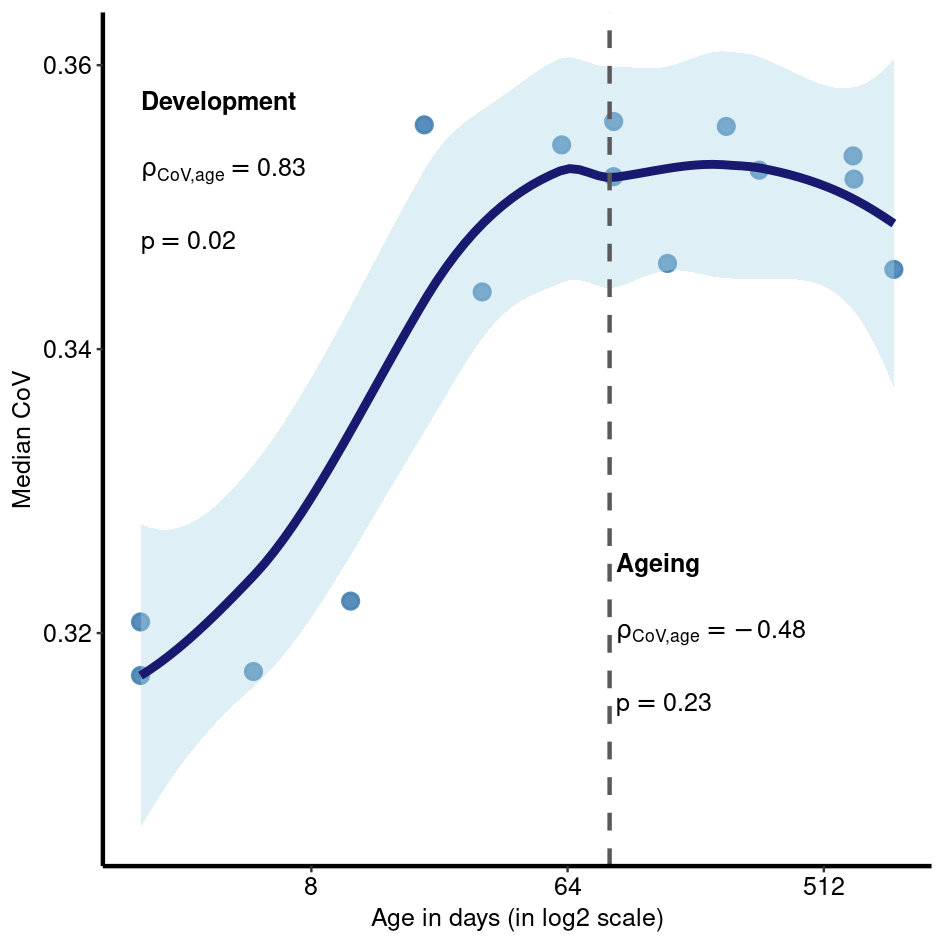 0.36
Development
ρCoV,age = 0.83
p = 0.02
0.34
Median CoV
Ageing
0.32
ρCoV,age = −0.48
p = 0.23
8
64
512
Age in days (in log2 scale)